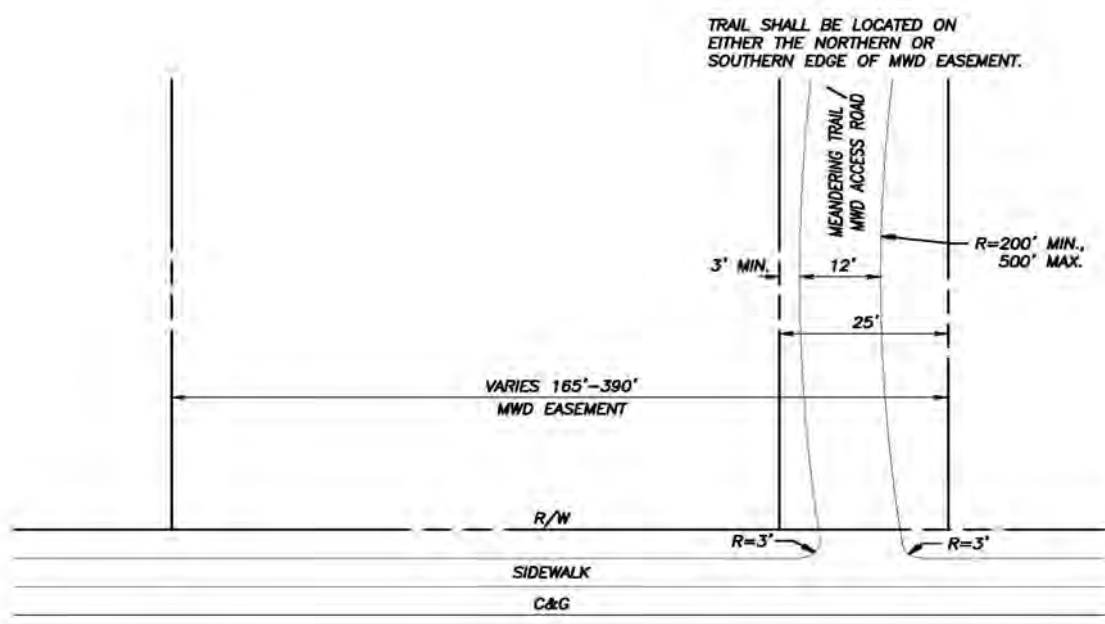 TRAIL SHALL BE LOCATED ON
EITHER THE NORTHERN OR
SOUTHERN EDGE OF MWD EASEMENT.
MEANDERING TRAIL /
MWD ACCESS ROAD
R=200' MIN.,
500' MAX.
3' MIN.
12'
25'
VARIES 165'-390'
MWD EASEMENT
R/W
R=3'
R=3'
SIDEWALK
C&G